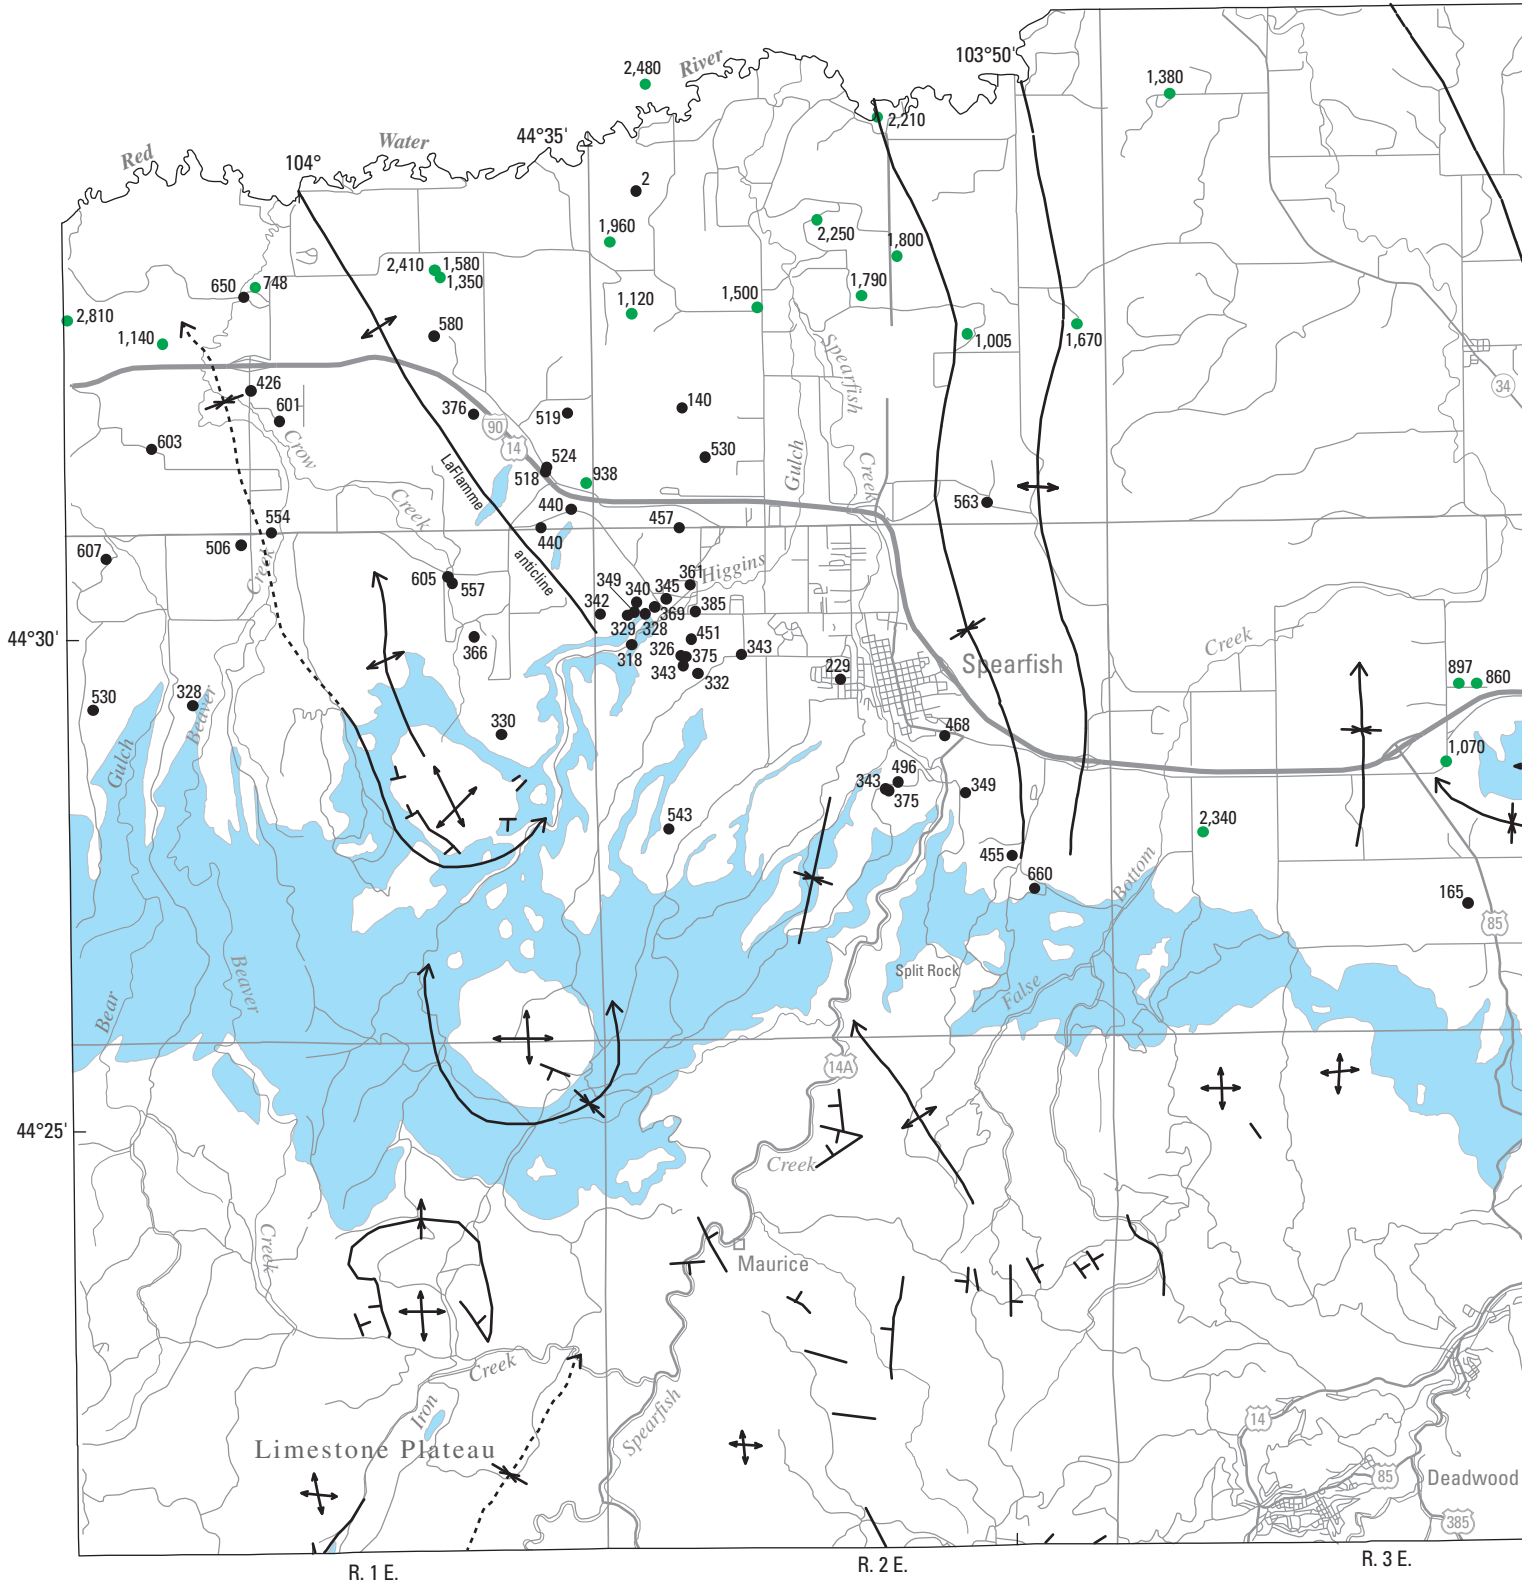 103°50'
2,480
River
1,380
2,210
44°35'
Water
Red
104°
2
1,960
2,250
1,800
2,410
1,580
1,350
748
650
1,790
1,120
1,500
2,810
1,140
580
1,005
1,670
Spearfish
34
426
376
140
601
519
90
14
603
Crow
530
Gulch
LaFlamme
524
518
938
Creek
Creek
440
563
554
457
440
506
607
anticline
Creek
605
557
361
Higgins
349
340
345
342
369
385
329
328
44°30'
366
451
318
326
375
343
343
332
Spearfish
Creek
229
897
860
530
328
Beaver
330
468
Gulch
1,070
496
343
375
349
543
2,340
455
660
Bottom
165
85
Split Rock
Beaver
Bear
False
14A
44°25'
Creek
Creek
Maurice
Creek
Iron
Spearfish
14
Limestone Plateau
85
Deadwood
385
R. 1 E.
R. 2 E.
R. 3 E.